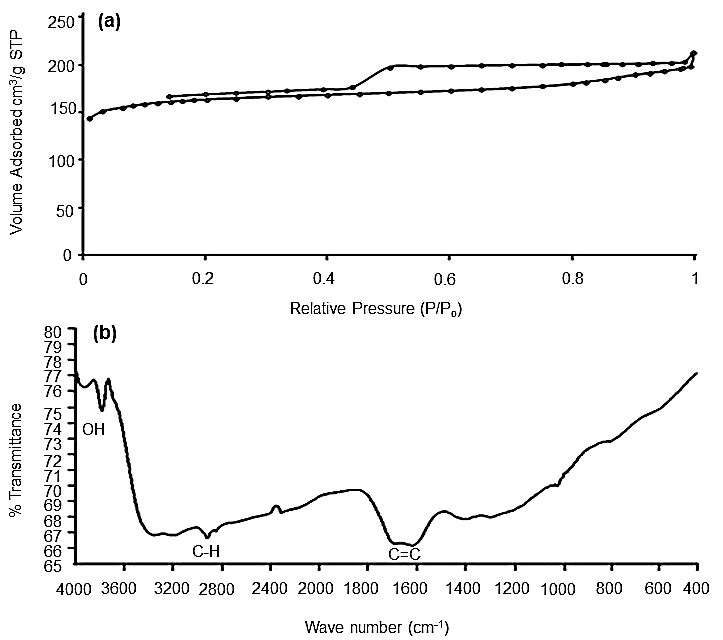 (a)
Volume Adsorbed cm³/g STP
250
200
150
100
50
0
0 0.2 0.4 0.6 0.8 1
Relative Pressure (P/P₀)
(b)
% Transmittance
80
79
78
77
76
75
74
73
72
71
70
69
68
67
66
65
OH
C-H
C=C
4000 3600 3200 2800 2400 2000 1800 1600 1400 1200 1000 800 600 400
Wave number (cm⁻¹)